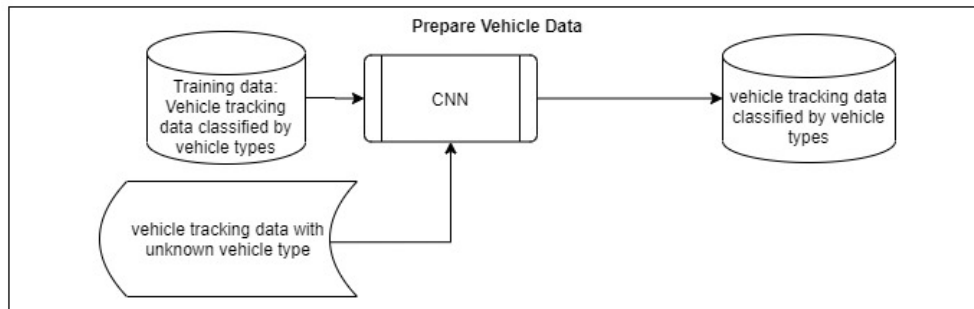 Prepare Vehicle Data
Training data:
Vehicle tracking
data classified by
vehicle types
CNN
vehicle tracking data
classified by vehicle
types
vehicle tracking data with
unknown vehicle type